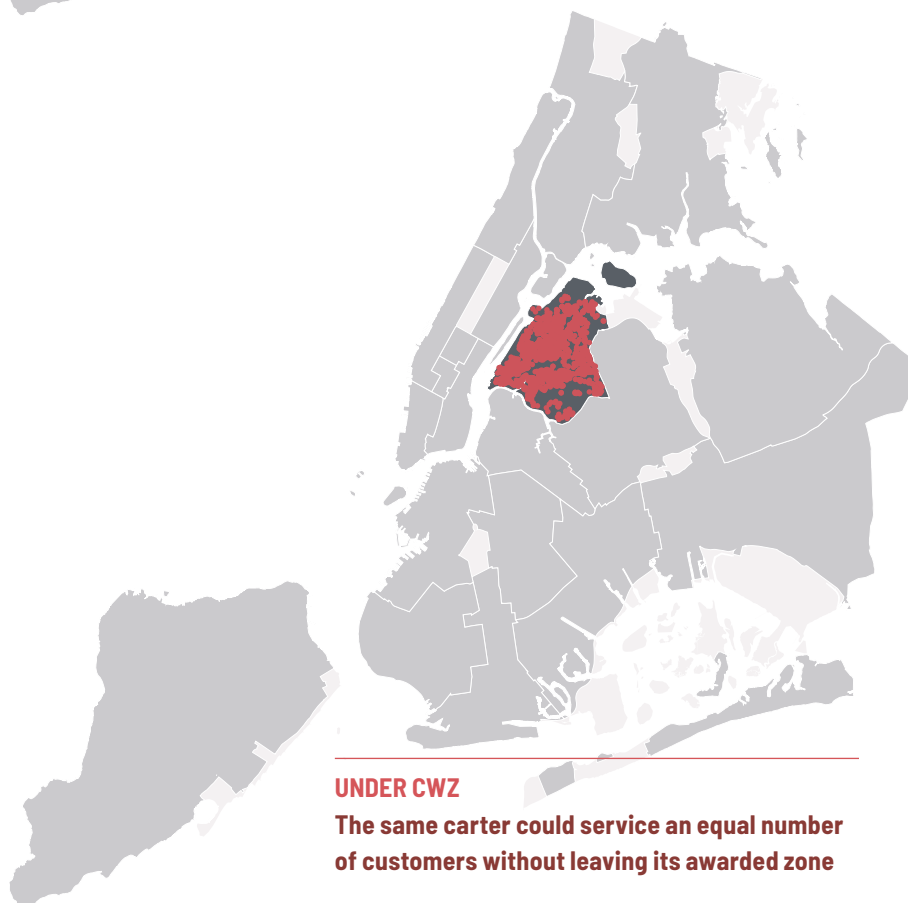 UNDER CWZ
The same carter could service an equal number
of customers without leaving its awarded zone